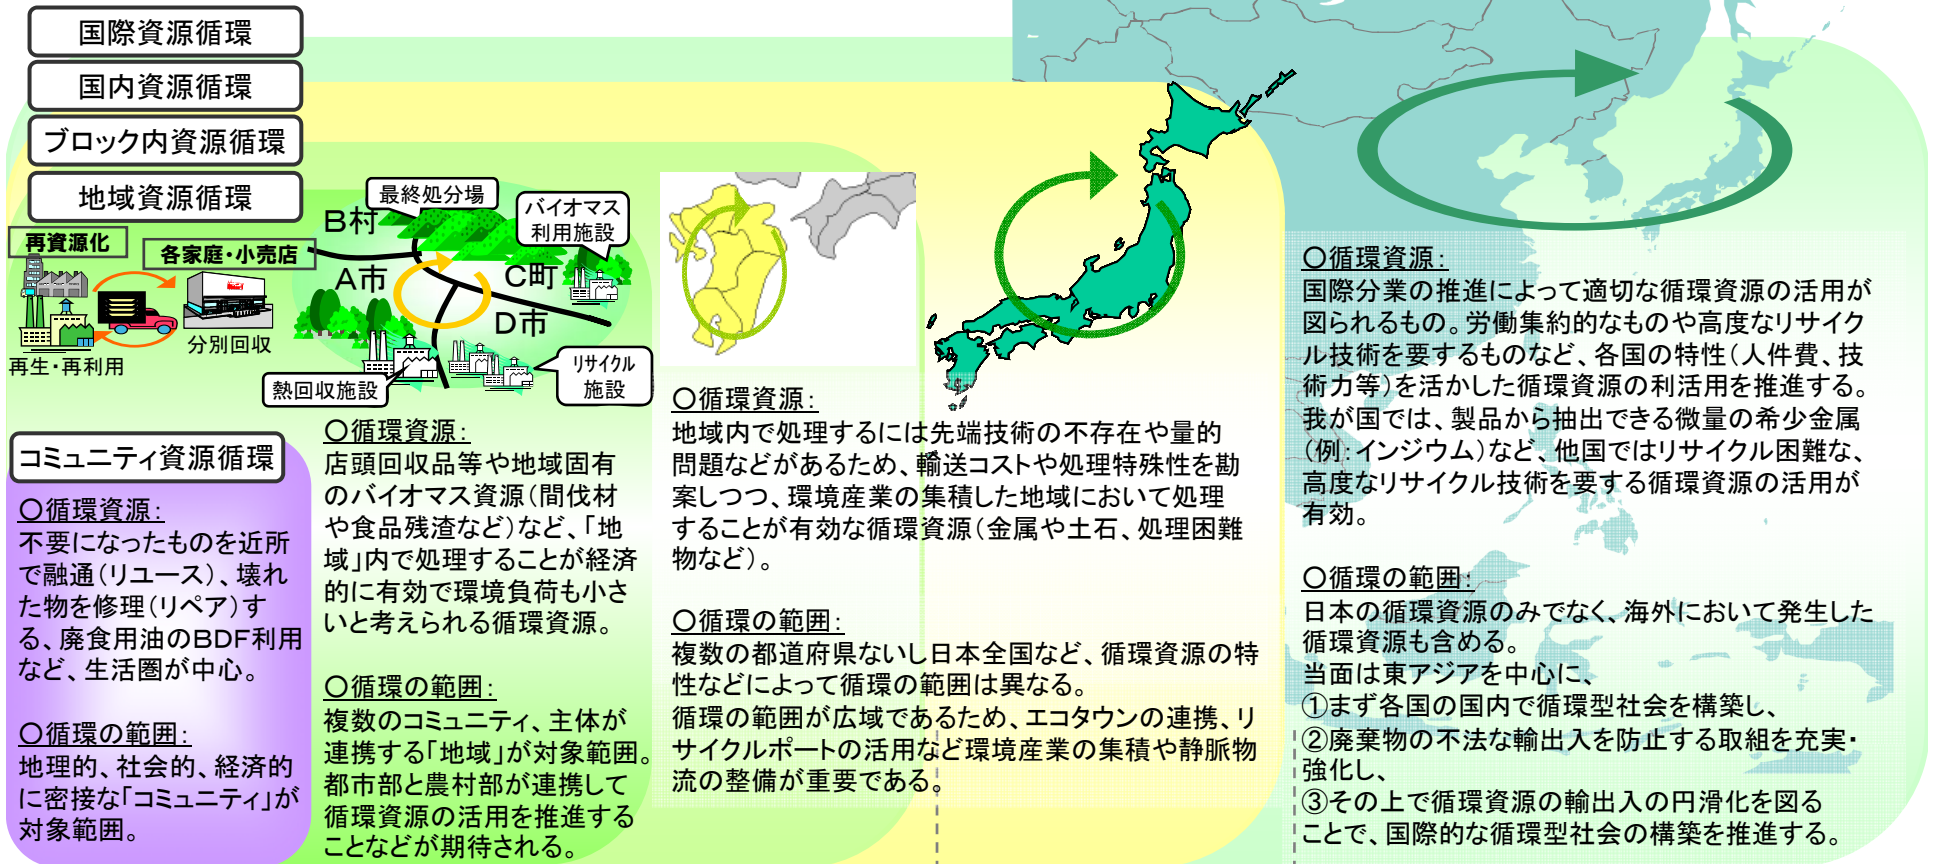 国際資源循環
国内資源循環
ブロック内資源循環
地域資源循環
再資源化
各家庭・小売店
分別回収
再生・再利用
最終処分場
バイオマス
利用施設
B村
A市
C町
D市
熱回収施設
リサイクル
施設
コミュニティ資源循環
〇循環資源：
不要になったものを近所
で融通（リユース）、壊れ
た物を修理（リペア）す
る、廃食用油のBDF利用
など、生活圏が中心。
〇循環の範囲：
地理的、社会的、経済的
に密接な「コミュニティ」が
対象範囲。
〇循環資源：
店頭回収品等や地域固有
のバイオマス資源（間伐材
や食品残渣など）など、「地
域」内で処理することが経済
的に有効で環境負荷も小さ
いと考えられる循環資源。
〇循環の範囲：
複数のコミュニティ、主体が
連携する「地域」が対象範囲。
都市部と農村部が連携して
循環資源の活用を推進する
ことなどが期待される。
〇循環資源：
地域内で処理するには先端技術の不存在や量的
問題などがあるため、輸送コストや処理特殊性を勘
案しつつ、環境産業の集積した地域において処理
することが有効な循環資源（金属や土石、処理困難
物など）。
〇循環の範囲：
複数の都道府県ないし日本全国など、循環資源の特
性などによって循環の範囲は異なる。
循環の範囲が広域であるため、エコタウンの連携、リ
サイクルポートの活用など環境産業の集積や静脈物
流の整備が重要である。
〇循環資源：
国際分業の推進によって適切な循環資源の活用が
図られるもの。労働集約的なものや高度なリサイク
ル技術を要するものなど、各国の特性（人件費、技
術力等）を活かした循環資源の利活用を推進する。
我が国では、製品から抽出できる微量の希少金属
（例：インジウム）など、他国ではリサイクル困難な、
高度なリサイクル技術を要する循環資源の活用が
有効。
〇循環の範囲：
日本の循環資源のみでなく、海外において発生した
循環資源も含める。
当面は東アジアを中心に、
①まず各国の国内で循環型社会を構築し、
②廃棄物の不法な輸出入を防止する取組を充実・
強化し、
③その上で循環資源の輸出入の円滑化を図る
ことで、国際的な循環型社会の構築を推進する。